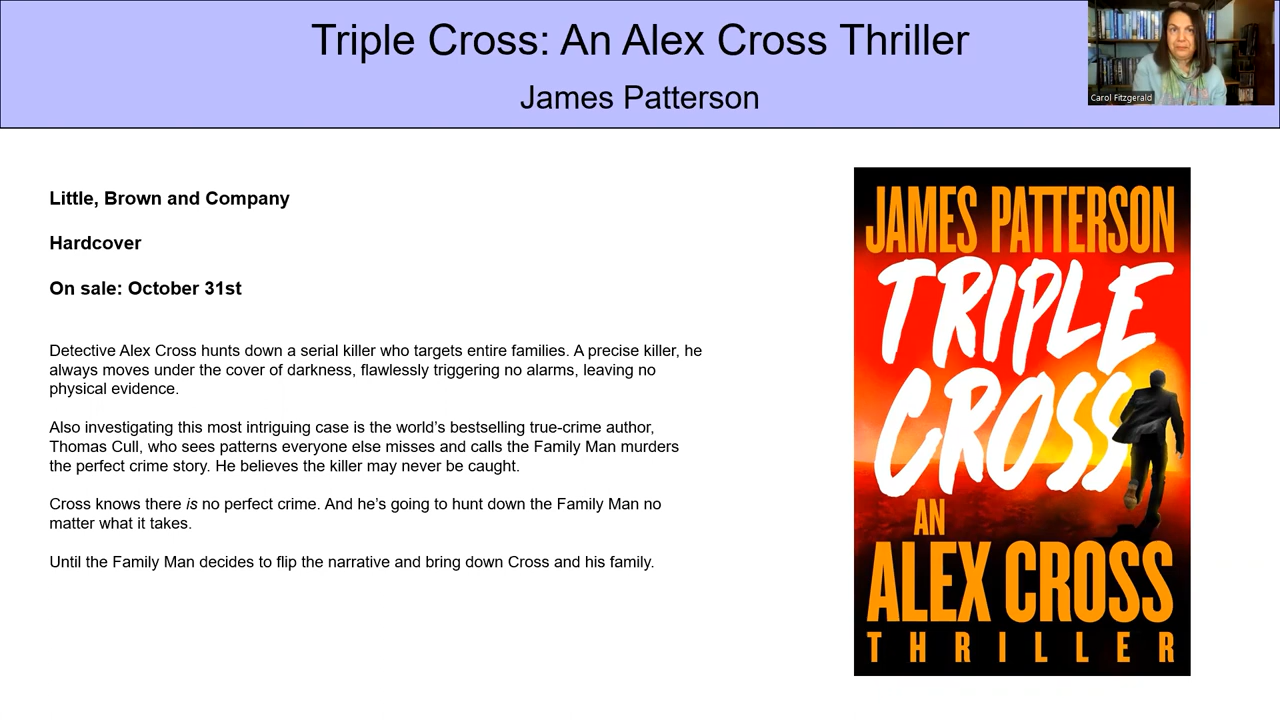 Triple Cross: An Alex Cross Thriller
James Patterson
Carol Fitzgerald
Little, Brown and Company
Hardcover
On sale: October 31st
Detective Alex Cross hunts down a serial killer who targets entire families. A precise killer, he
always moves under the cover of darkness, flawlessly triggering no alarms, leaving no
physical evidence.
Also investigating this most intriguing case is the world’s bestselling true-crime author,
Thomas Cull, who sees patterns everyone else misses and calls the Family Man murders
the perfect crime story. He believes the killer may never be caught.
Cross knows there is no perfect crime. And he’s going to hunt down the Family Man no
matter what it takes.
Until the Family Man decides to flip the narrative and bring down Cross and his family.
JAMES PATTERSON
TRIPLE
CROSS
AN
ALEX CROSS
THRILLER